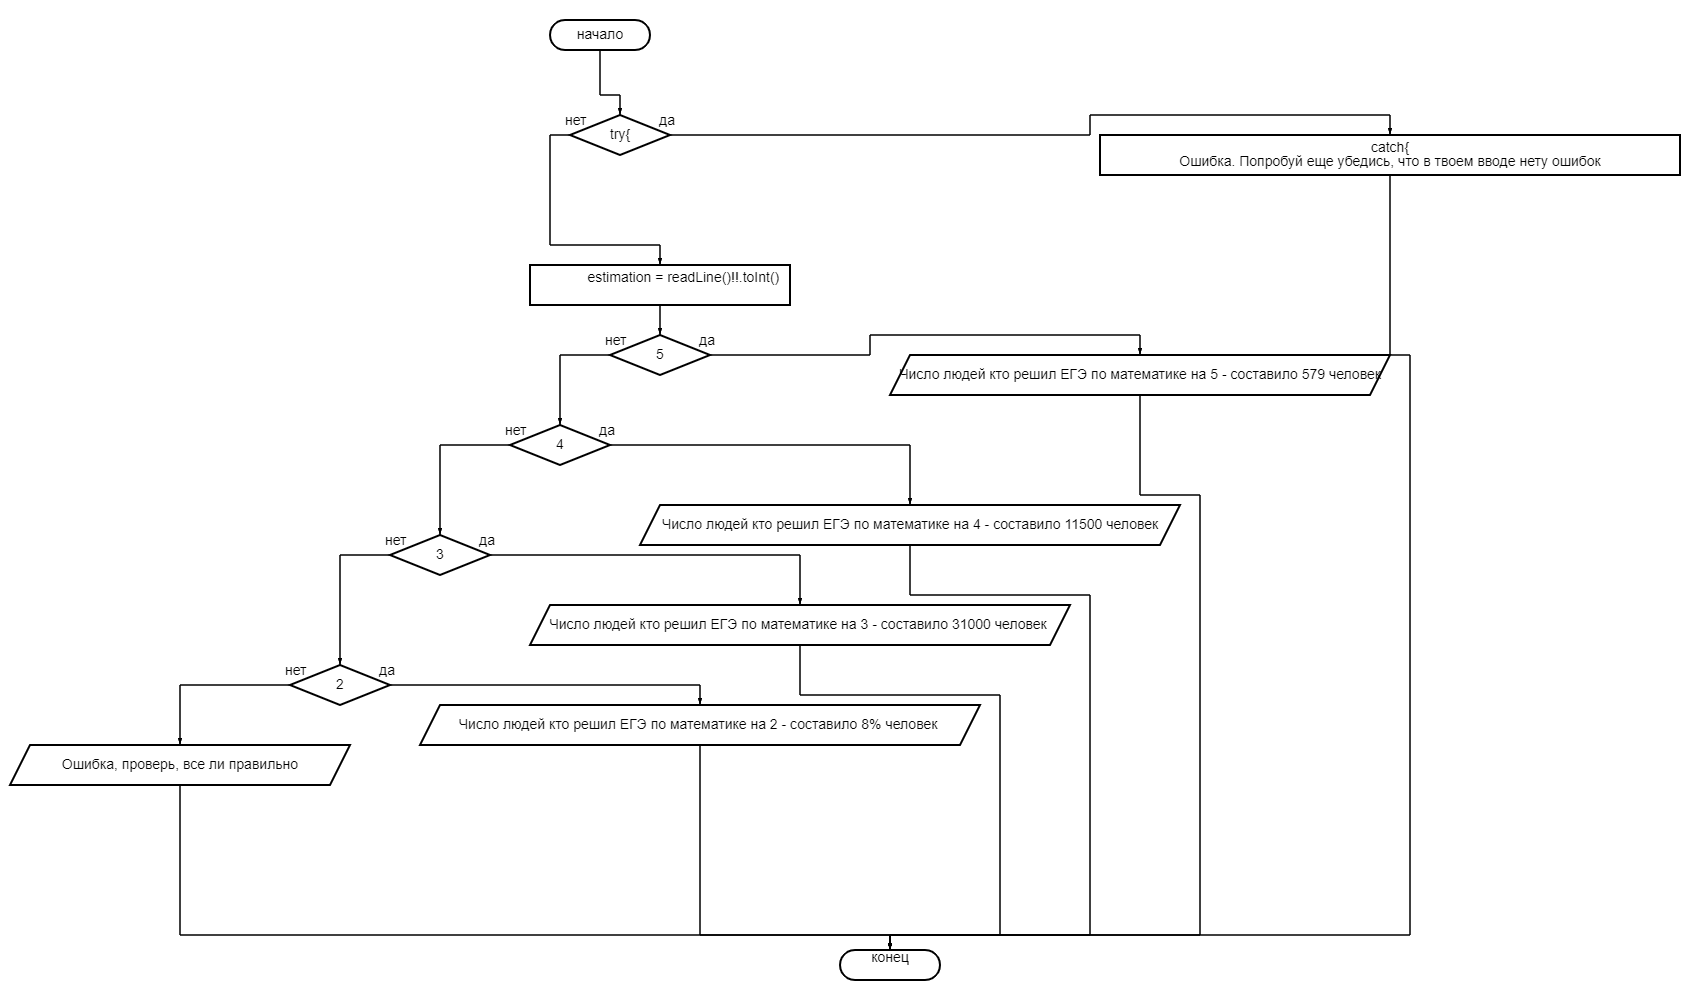 начало
нет
да
try{
catch{
Ошибка. Попробуй еще убедись, что в твоем вводе нету ошибок
estimation = readLine()!!.toInt()
нет
да
5
Число людей кто решил ЕГЭ по математике на 5 - составило 579 человек
нет
да
4
Число людей кто решил ЕГЭ по математике на 4 - составило 11500 человек
нет
да
3
Число людей кто решил ЕГЭ по математике на 3 - составило 31000 человек
нет
да
2
Число людей кто решил ЕГЭ по математике на 2 - составило 8% человек
Ошибка, проверь, все ли правильно
конец